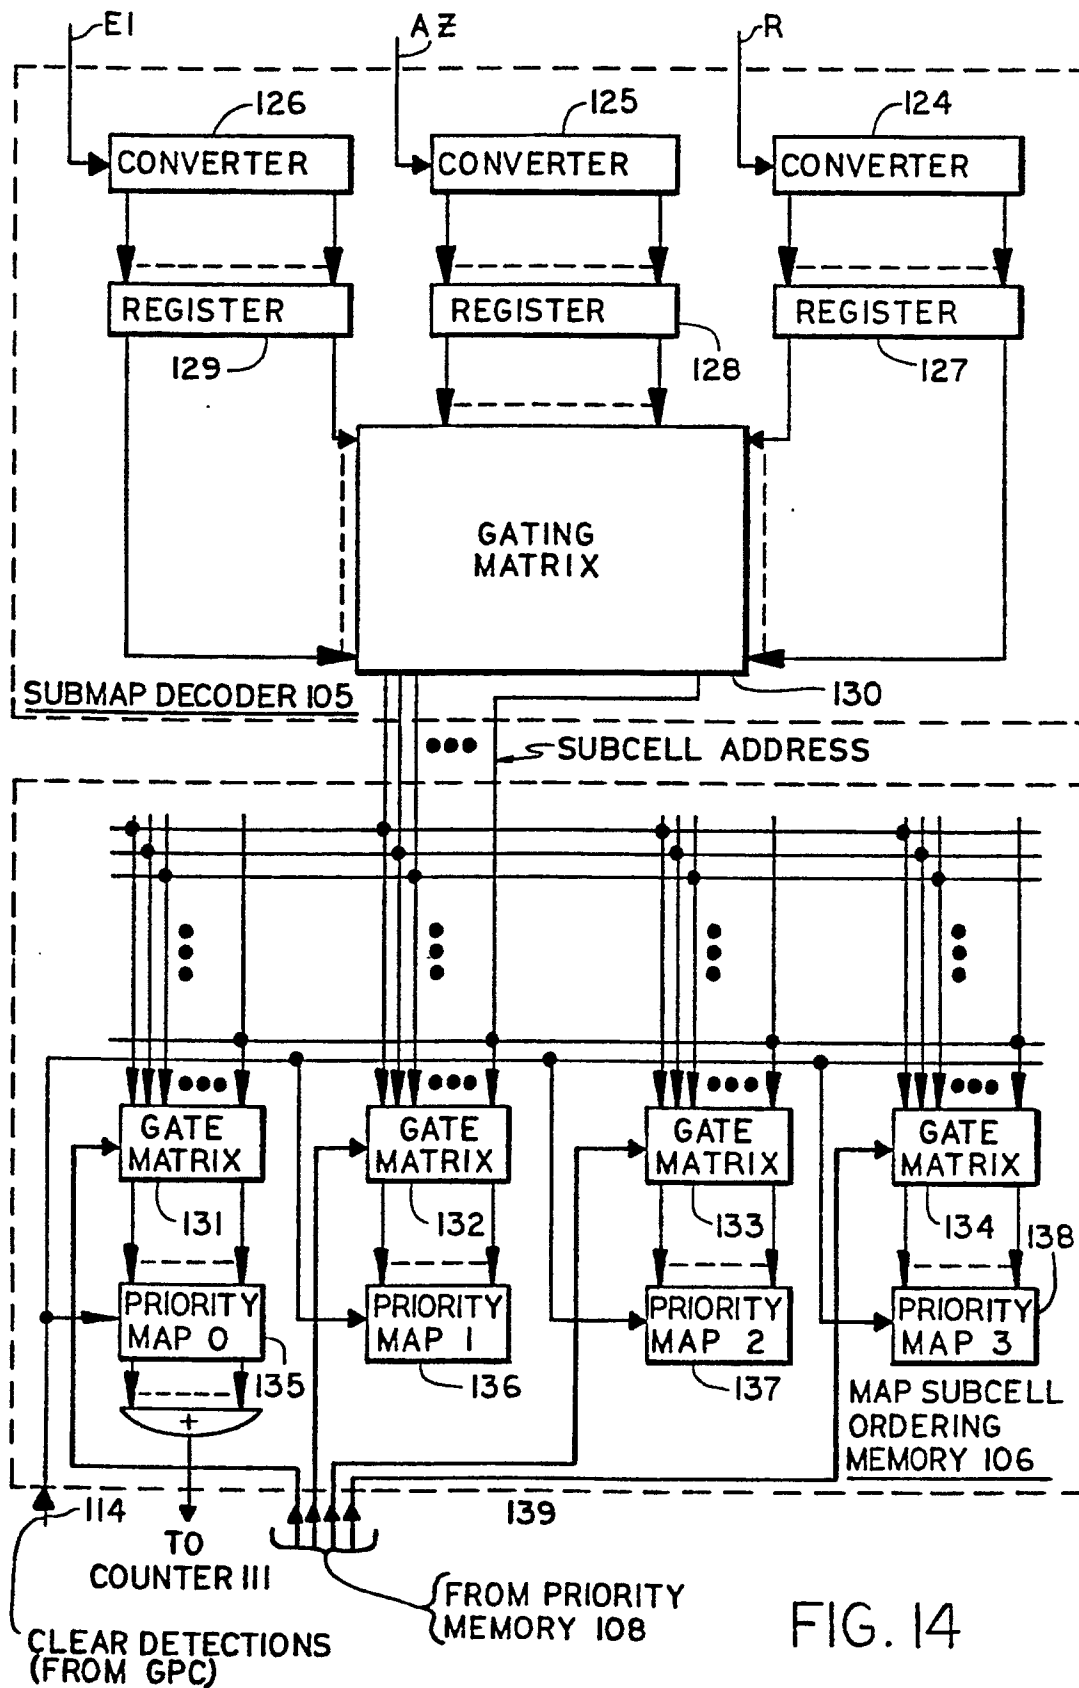 EI
AZ
R
126
125
124
CONVERTER
CONVERTER
CONVERTER
REGISTER
REGISTER
REGISTER
129
128
127
GATING
MATRIX
SUBMAP DECODER 105
130
SUBCELL ADDRESS
GATE
MATRIX
GATE
MATRIX
GATE
MATRIX
GATE
MATRIX
131
132
133
134
138
PRIORITY
MAP 0
PRIORITY
MAP 1
PRIORITY
MAP 2
PRIORITY
MAP 3
135
136
137
+
MAP SUBCELL
ORDERING
MEMORY 106
114
139
TO
COUNTER 111
FROM PRIORITY
MEMORY 108
CLEAR DETECTIONS
(FROM GPC)
FIG. 14